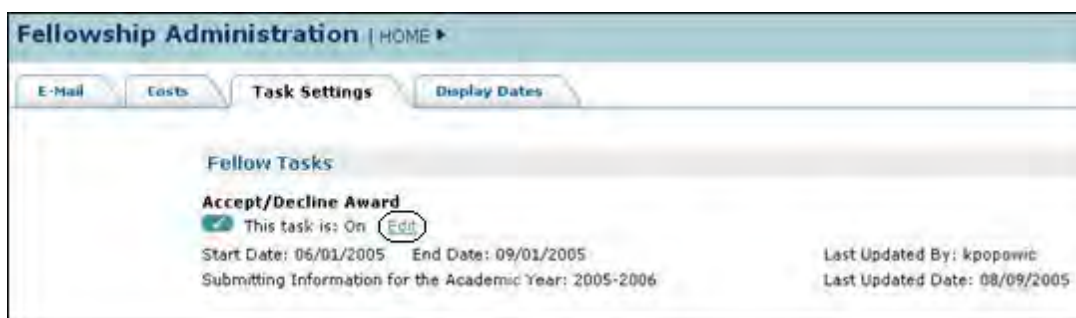 Fellowship Administration | HOME ▸
E-Mail Costs Task Settings Display Dates
Fellow Tasks
Accept/Decline Award
This task is: On Edit
Start Date: 06/01/2005 End Date: 09/01/2005 Last Updated By: kpopowic
Submitting Information for the Academic Year: 2005-2006 Last Updated Date: 08/09/2005